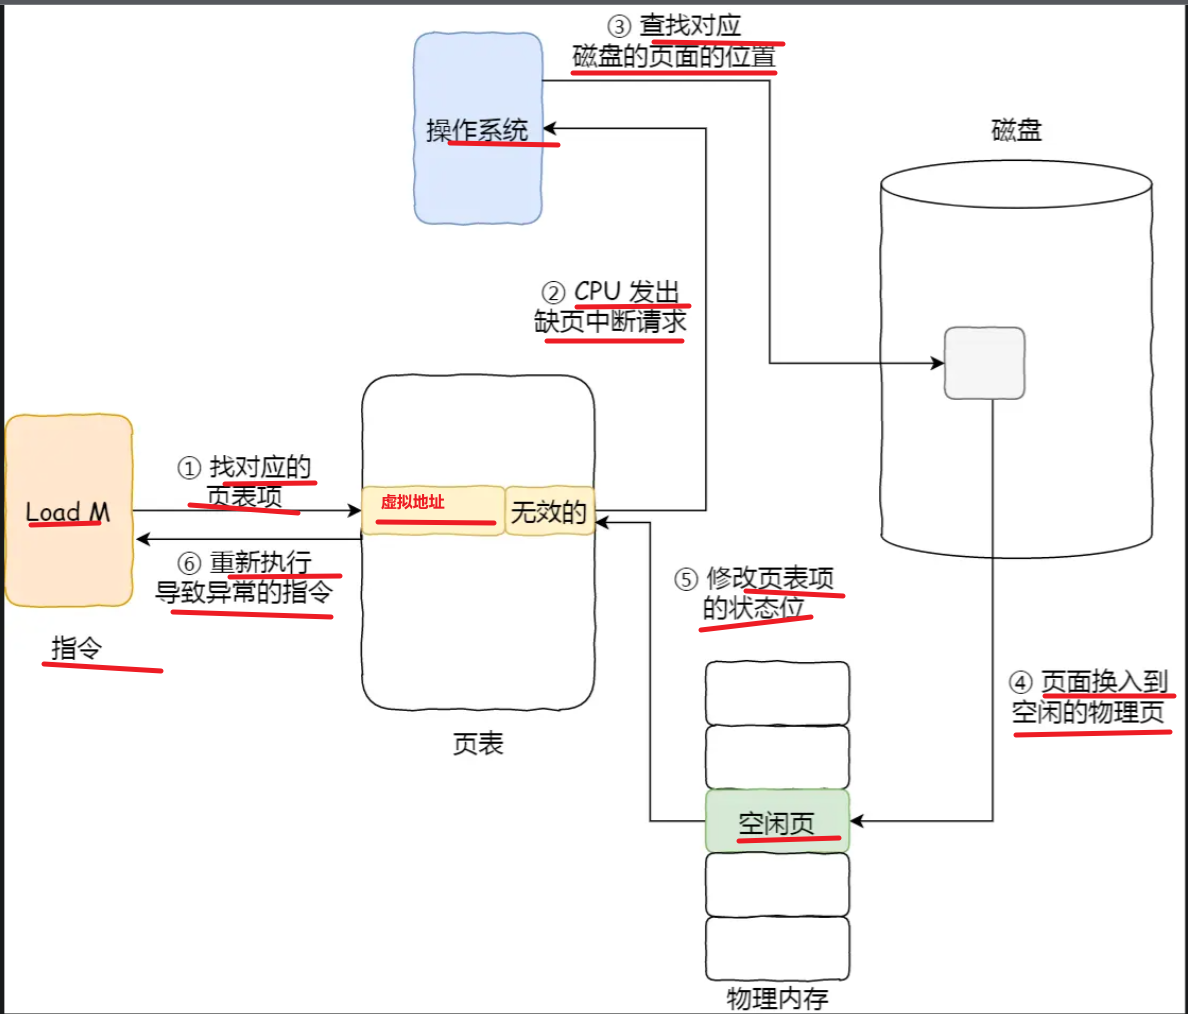 ③ 查找对应
磁盘的页面的位置
操作系统
磁盘
② CPU 发出
缺页中断请求
① 找对应的
页表项
Load M
虚拟地址
无效的
⑥ 重新执行
导致异常的指令
⑤ 修改页表项
的状态位
指令
④ 页面换入到
空闲的物理页
页表
空闲页
物理内存